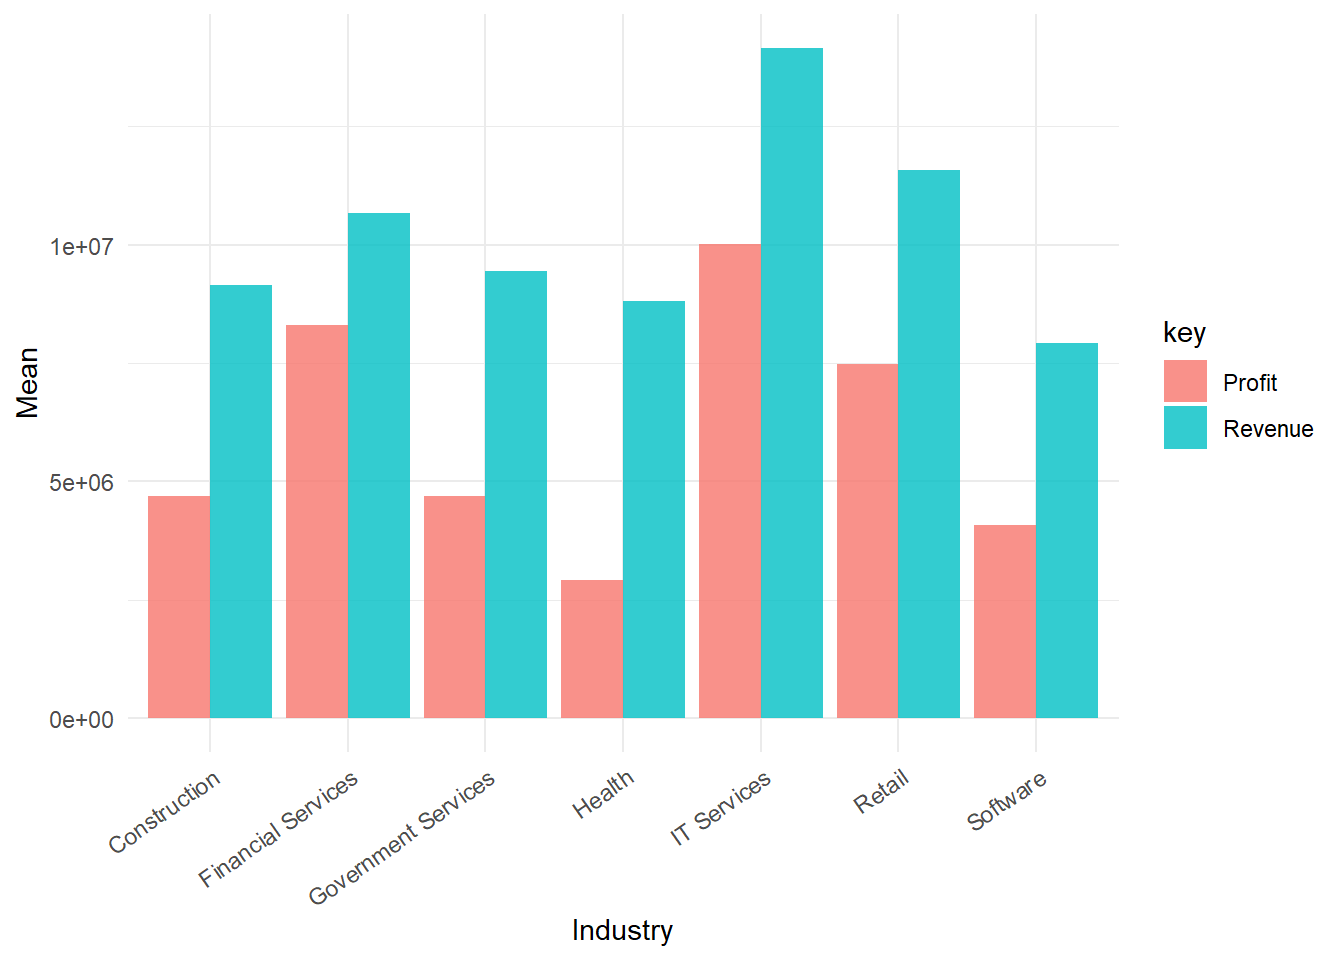 1e+07
5e+06
0e+00
Mean
Construction
Financial Services
Government Services
Health
IT Services
Retail
Software
Industry
key
Profit
Revenue